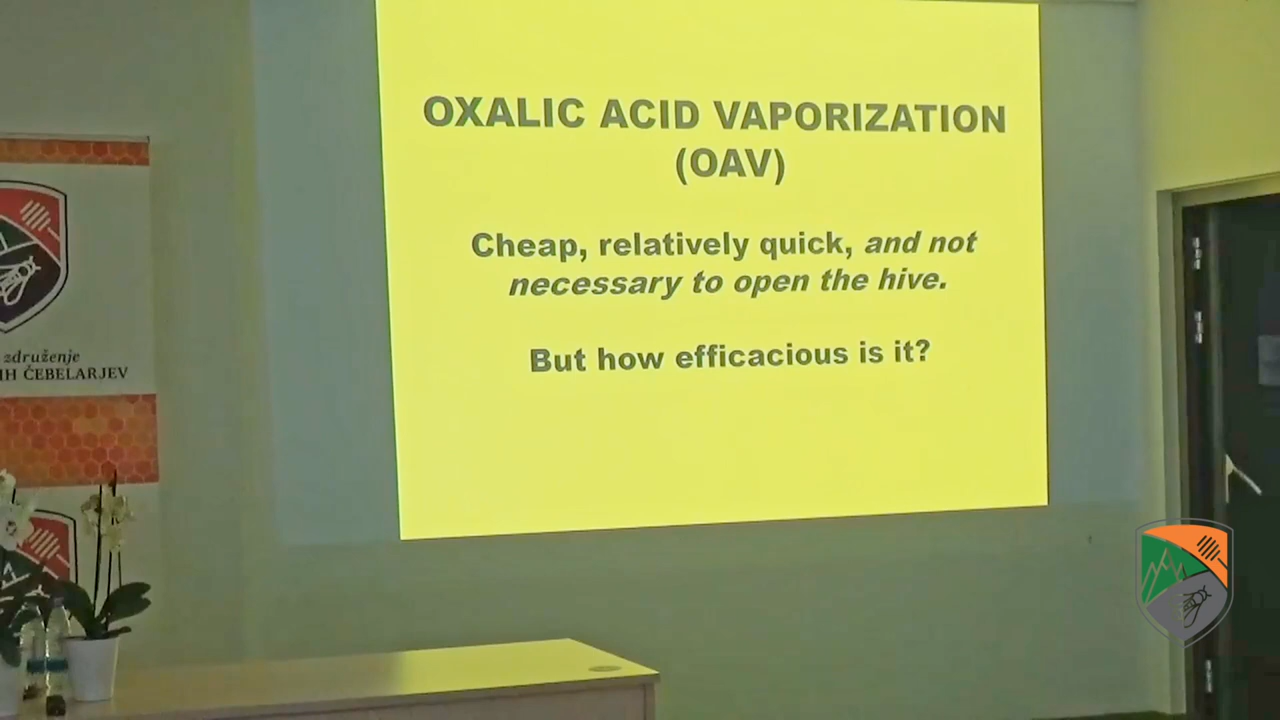 OXALIC ACID VAPORIZATION
(OAV)
Cheap, relatively quick, and not
necessary to open the hive.
But how efficacious is it?
združenje
ČEBELARJEV